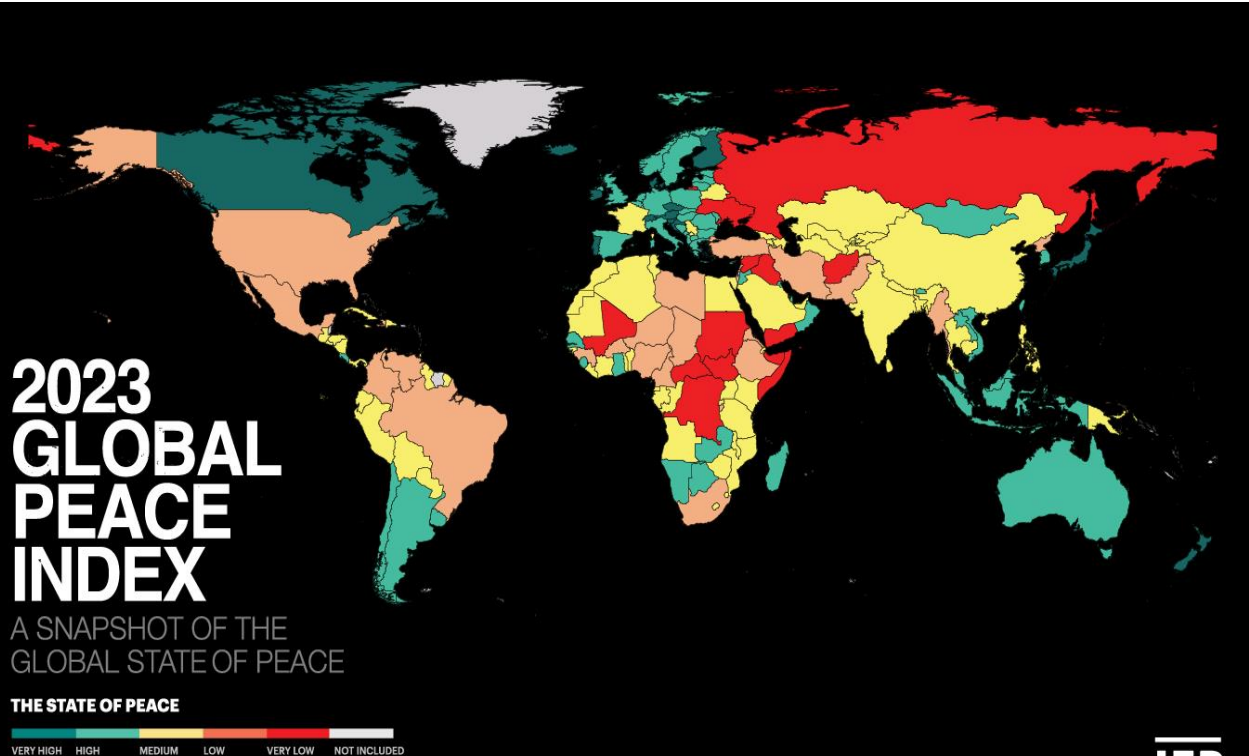 2023
GLOBAL
PEACE
INDEX
A SNAPSHOT OF THE
GLOBAL STATE OF PEACE
THE STATE OF PEACE
VERY HIGH HIGH MEDIUM LOW VERY LOW NOT INCLUDED